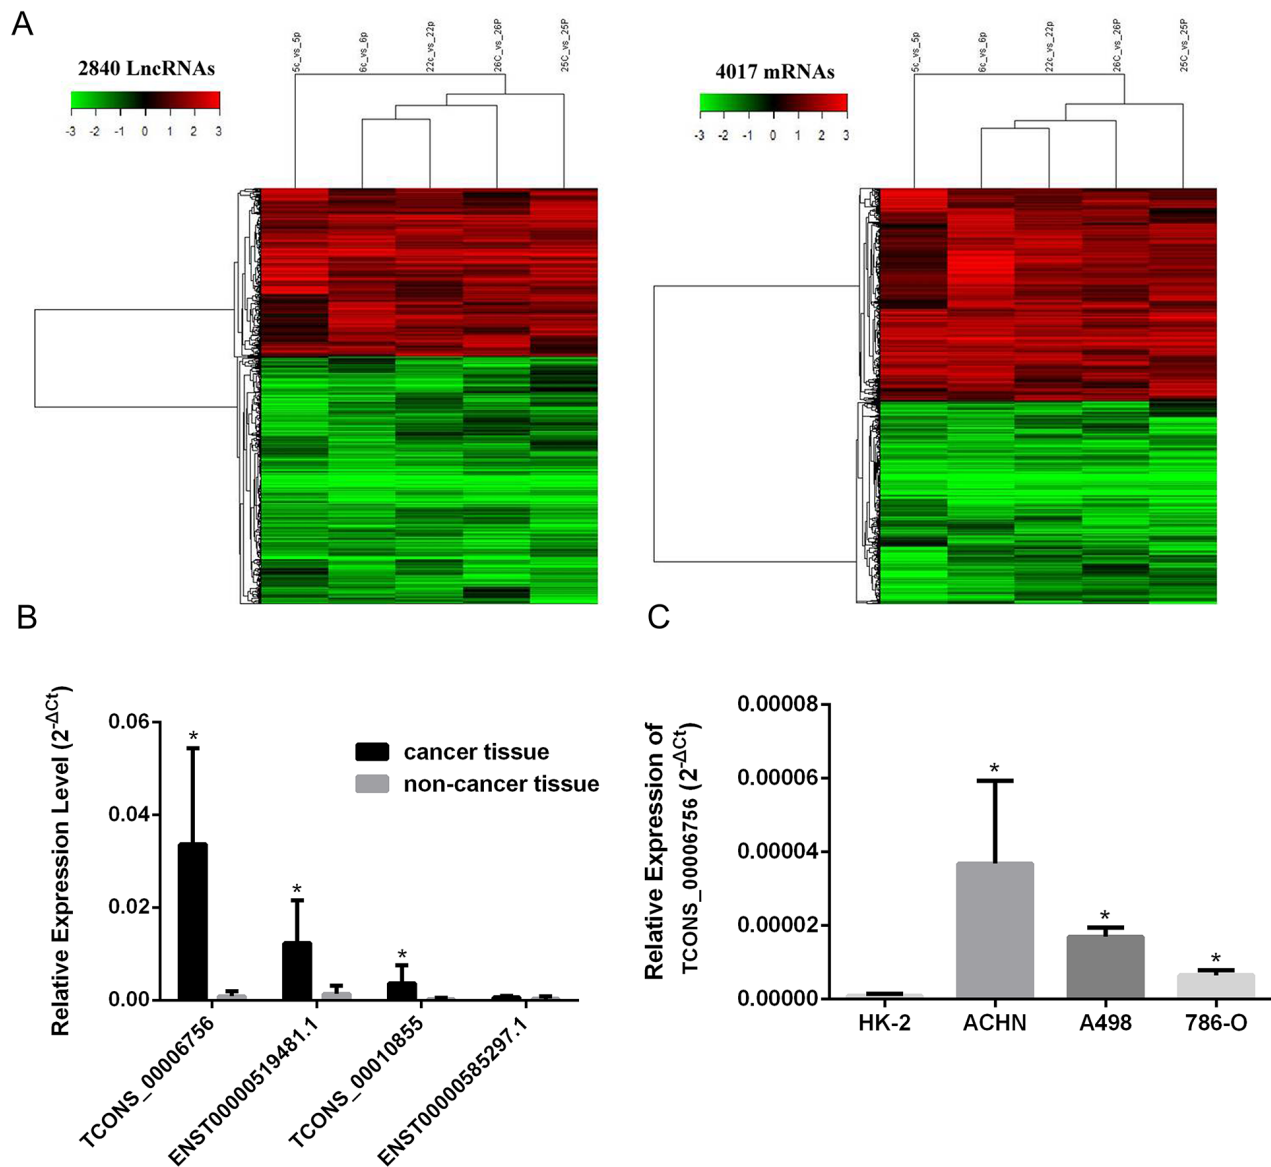 A
5c_vs_5p
6c_vs_6p
22c_vs_22p
26C_vs_26P
25C_vs_25P
2840 LncRNAs
-3 -2 -1 0 1 2 3
5c_vs_5p
6c_vs_6p
22c_vs_22p
26C_vs_26P
25C_vs_25P
4017 mRNAs
-3 -2 -1 0 1 2 3
B
Relative Expression Level (2-ΔCt)
0.06
0.04
0.02
0.00
*
*
*
cancer tissue
non-cancer tissue
TCONS_00006756
ENST00000519481.1
TCONS_00010855
ENST00000585297.1
C
Relative Expression of
TCONS_00006756 (2-ΔCt)
0.00008
0.00006
0.00004
0.00002
0.00000
*
*
*
HK-2 ACHN A498 786-O